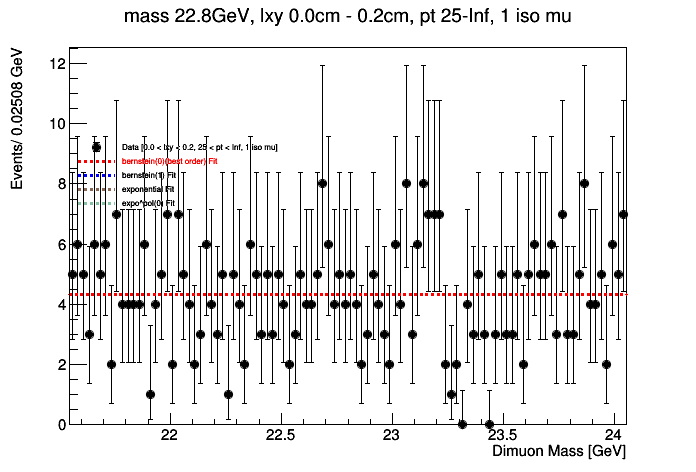 mass 22.8GeV, lxy 0.0cm - 0.2cm, pt 25-Inf, 1 iso mu
Events/ 0.02508 GeV
12
10
8
6
4
2
0
Data [0.0 < lxy < 0.2, 25 < pt < Inf, 1 iso mu]
bernstein(0)(best order) Fit
bernstein(1) Fit
exponential Fit
expo*pol(0) Fit
22
22.5
23
23.5
24
Dimuon Mass [GeV]